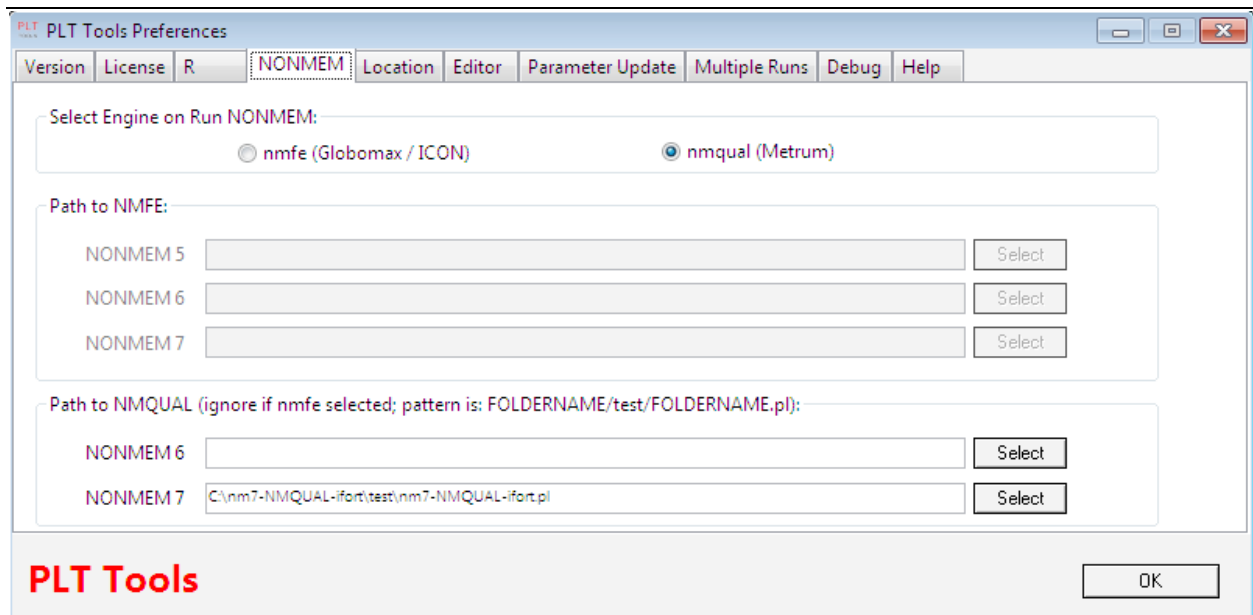 PLT Tools Preferences
Version License R NONMEM Location Editor Parameter Update Multiple Runs Debug Help
Select Engine on Run NONMEM:
nmfe (Globomax / ICON) nmqual (Metrum)
Path to NMFE:
NONMEM 5 Select
NONMEM 6 Select
NONMEM 7 Select
Path to NMQUAL (ignore if nmfe selected; pattern is: FOLDERNAME/test/FOLDERNAME.pl):
NONMEM 6 Select
NONMEM 7 C:\nm7-NMQUAL-ifort\test\nm7-NMQUAL-ifort.pl Select
PLT Tools OK